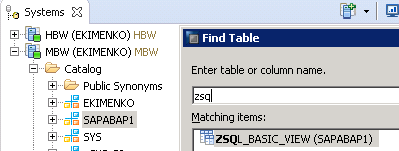 Systems
HBW (EKIMENKO) HBW
MBW (EKIMENKO) MBW
Catalog
Public Synonyms
EKIMENKO
SAPABAP1
SYS
Find Table
Enter table or column name.
zsq
Matching items:
ZSQL_BASIC_VIEW (SAPABAP1)